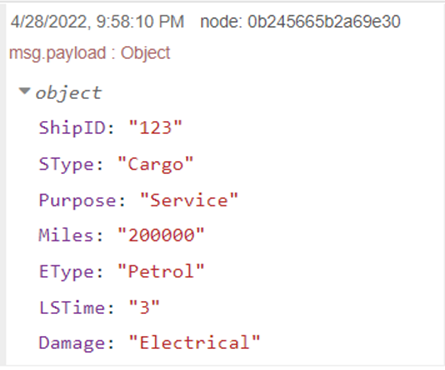 4/28/2022, 9:58:10 PM node: 0b245665b2a69e30
msg.payload : Object
object
ShipID: "123"
SType: "Cargo"
Purpose: "Service"
Miles: "200000"
EType: "Petrol"
LSTime: "3"
Damage: "Electrical"